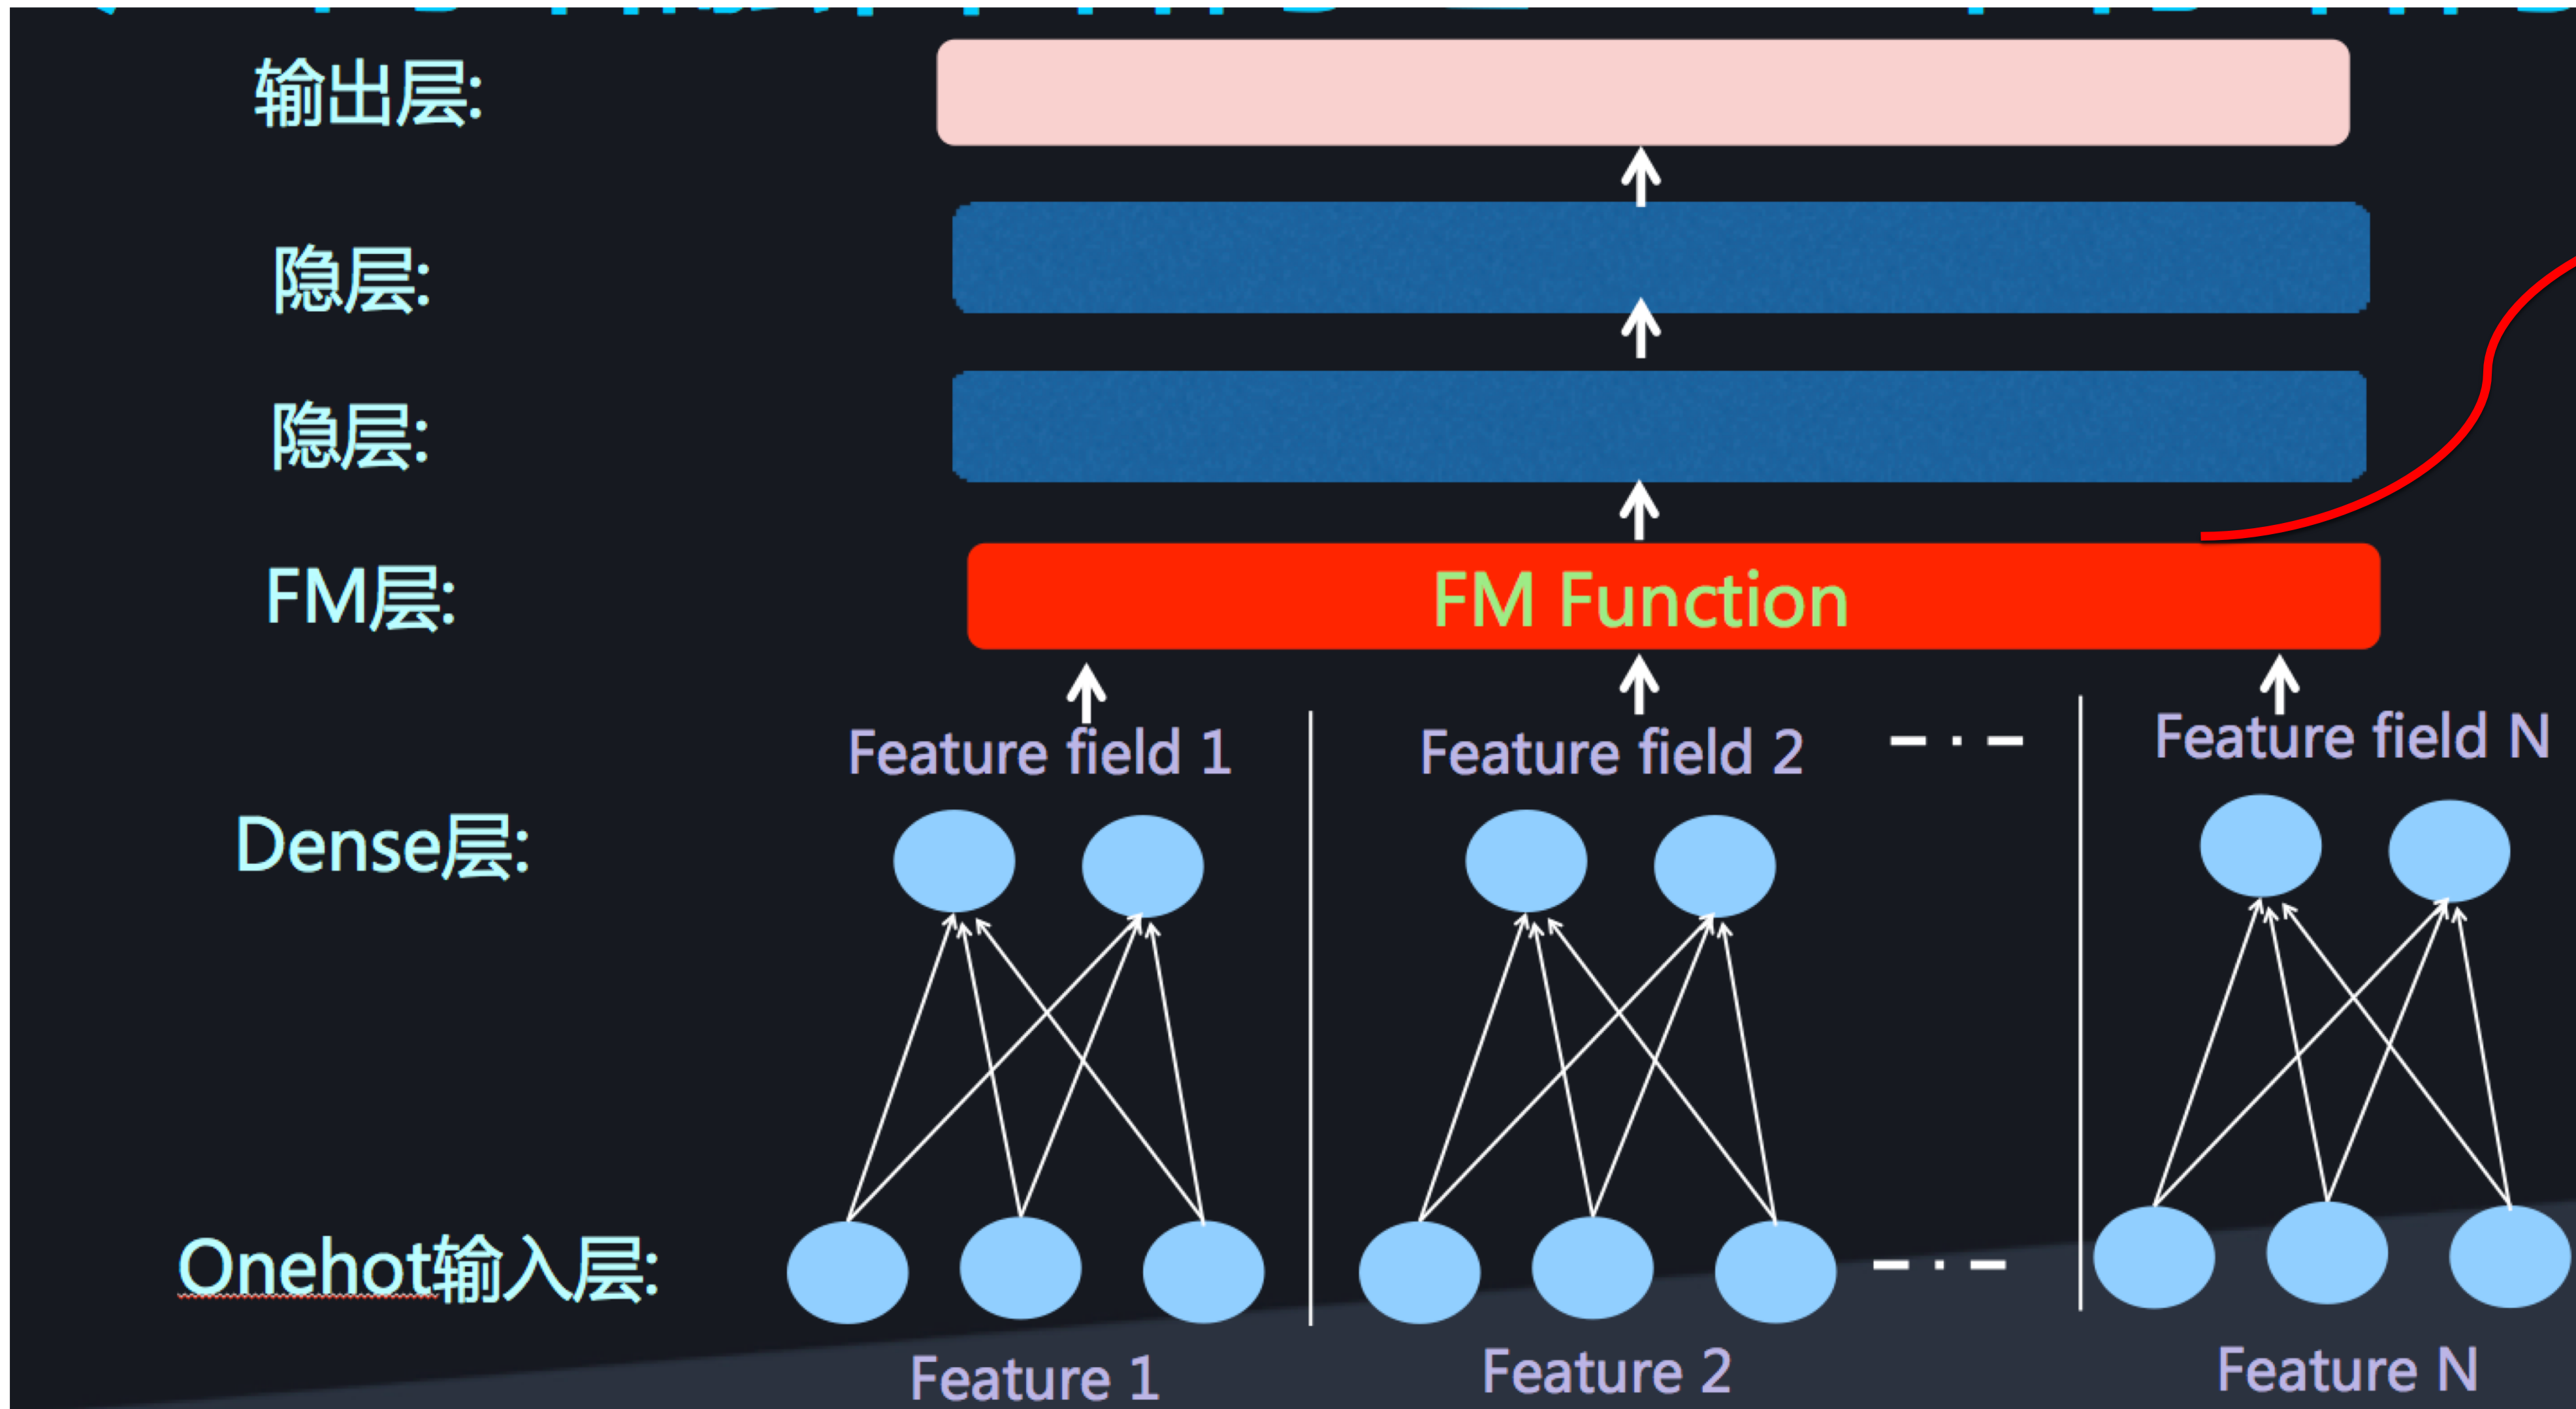 输出层:
隐层:
隐层:
FM层:
FM Function
Feature field 1
Feature field 2
Feature field N
Dense层:
Onehot输入层:
Feature 1
Feature 2
Feature N